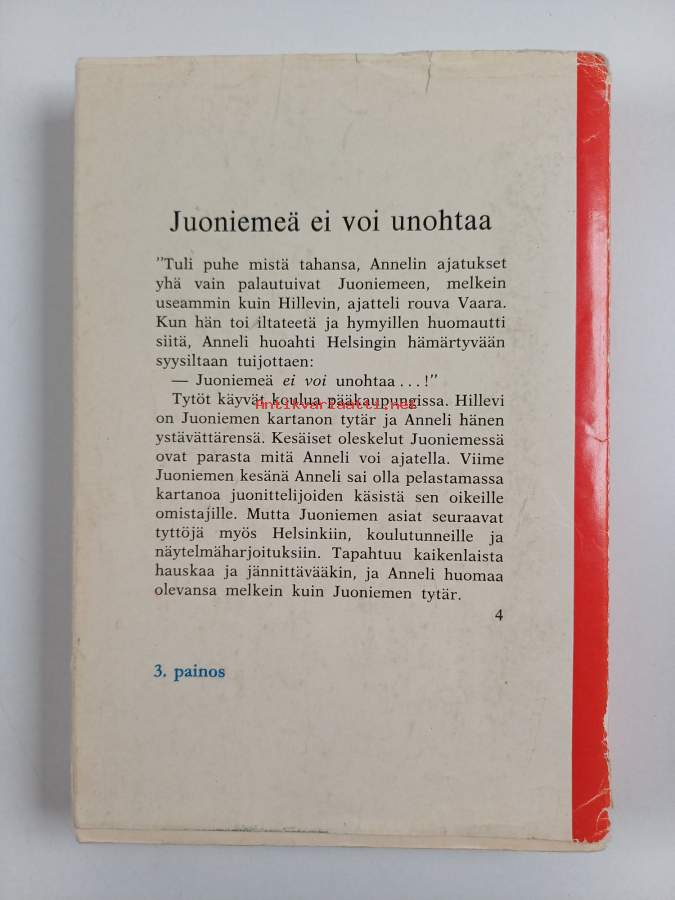 Juoniemeä ei voi unohtaa
"Tuli puhe mistä tahansa, Annelin ajatukset
yhä vain palautuivat Juoniemeen, melkein
useammin kuin Hillevin, ajatteli rouva Vaara.
Kun hän toi iltateetä ja hymyillen huomautti
siitä, Anneli huoahti Helsingin hämärtyvään
syysiltaan tuijottaen:
— Juoniemeä ei voi unohtaa...!"
Tytöt käyvät koulua pääkaupungissa. Hillevi
Antikvariaatti.net
on Juoniemen kartanon tytär ja Anneli hänen
ystävättärensä. Kesäiset oleskelut Juoniemessä
ovat parasta mitä Anneli voi ajatella. Viime
Juoniemen kesänä Anneli sai olla pelastamassa
kartanoa juonittelijoiden käsistä sen oikeille
omistajille. Mutta Juoniemen asiat seuraavat
tyttöjä myös Helsinkiin, koulutunneille ja
näytelmäharjoituksiin. Tapahtuu kaikenlaista
hauskaa ja jännittävääkin, ja Anneli huomaa
olevansa melkein kuin Juoniemen tytär.
4
3. painos